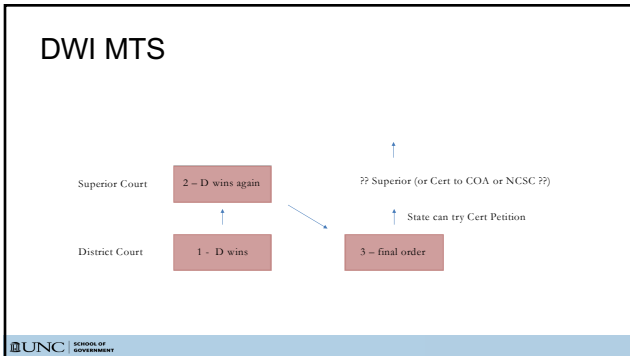 DWI MTS
Superior Court
2 – D wins again
?? Superior (or Cert to COA or NCSC ??)
State can try Cert Petition
District Court
1 - D wins
3 – final order
UNC SCHOOL OF
GOVERNMENT